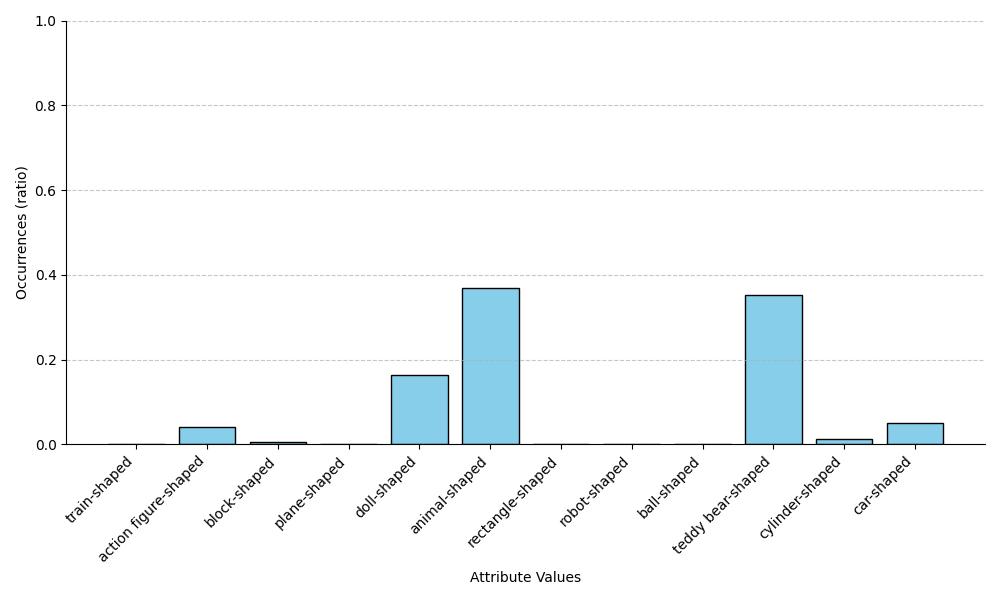 1.0
0.8
0.6
0.4
0.2
0.0
Occurrences (ratio)
train-shaped
action figure-shaped
block-shaped
plane-shaped
doll-shaped
animal-shaped
rectangle-shaped
robot-shaped
ball-shaped
teddy bear-shaped
cylinder-shaped
car-shaped
Attribute Values